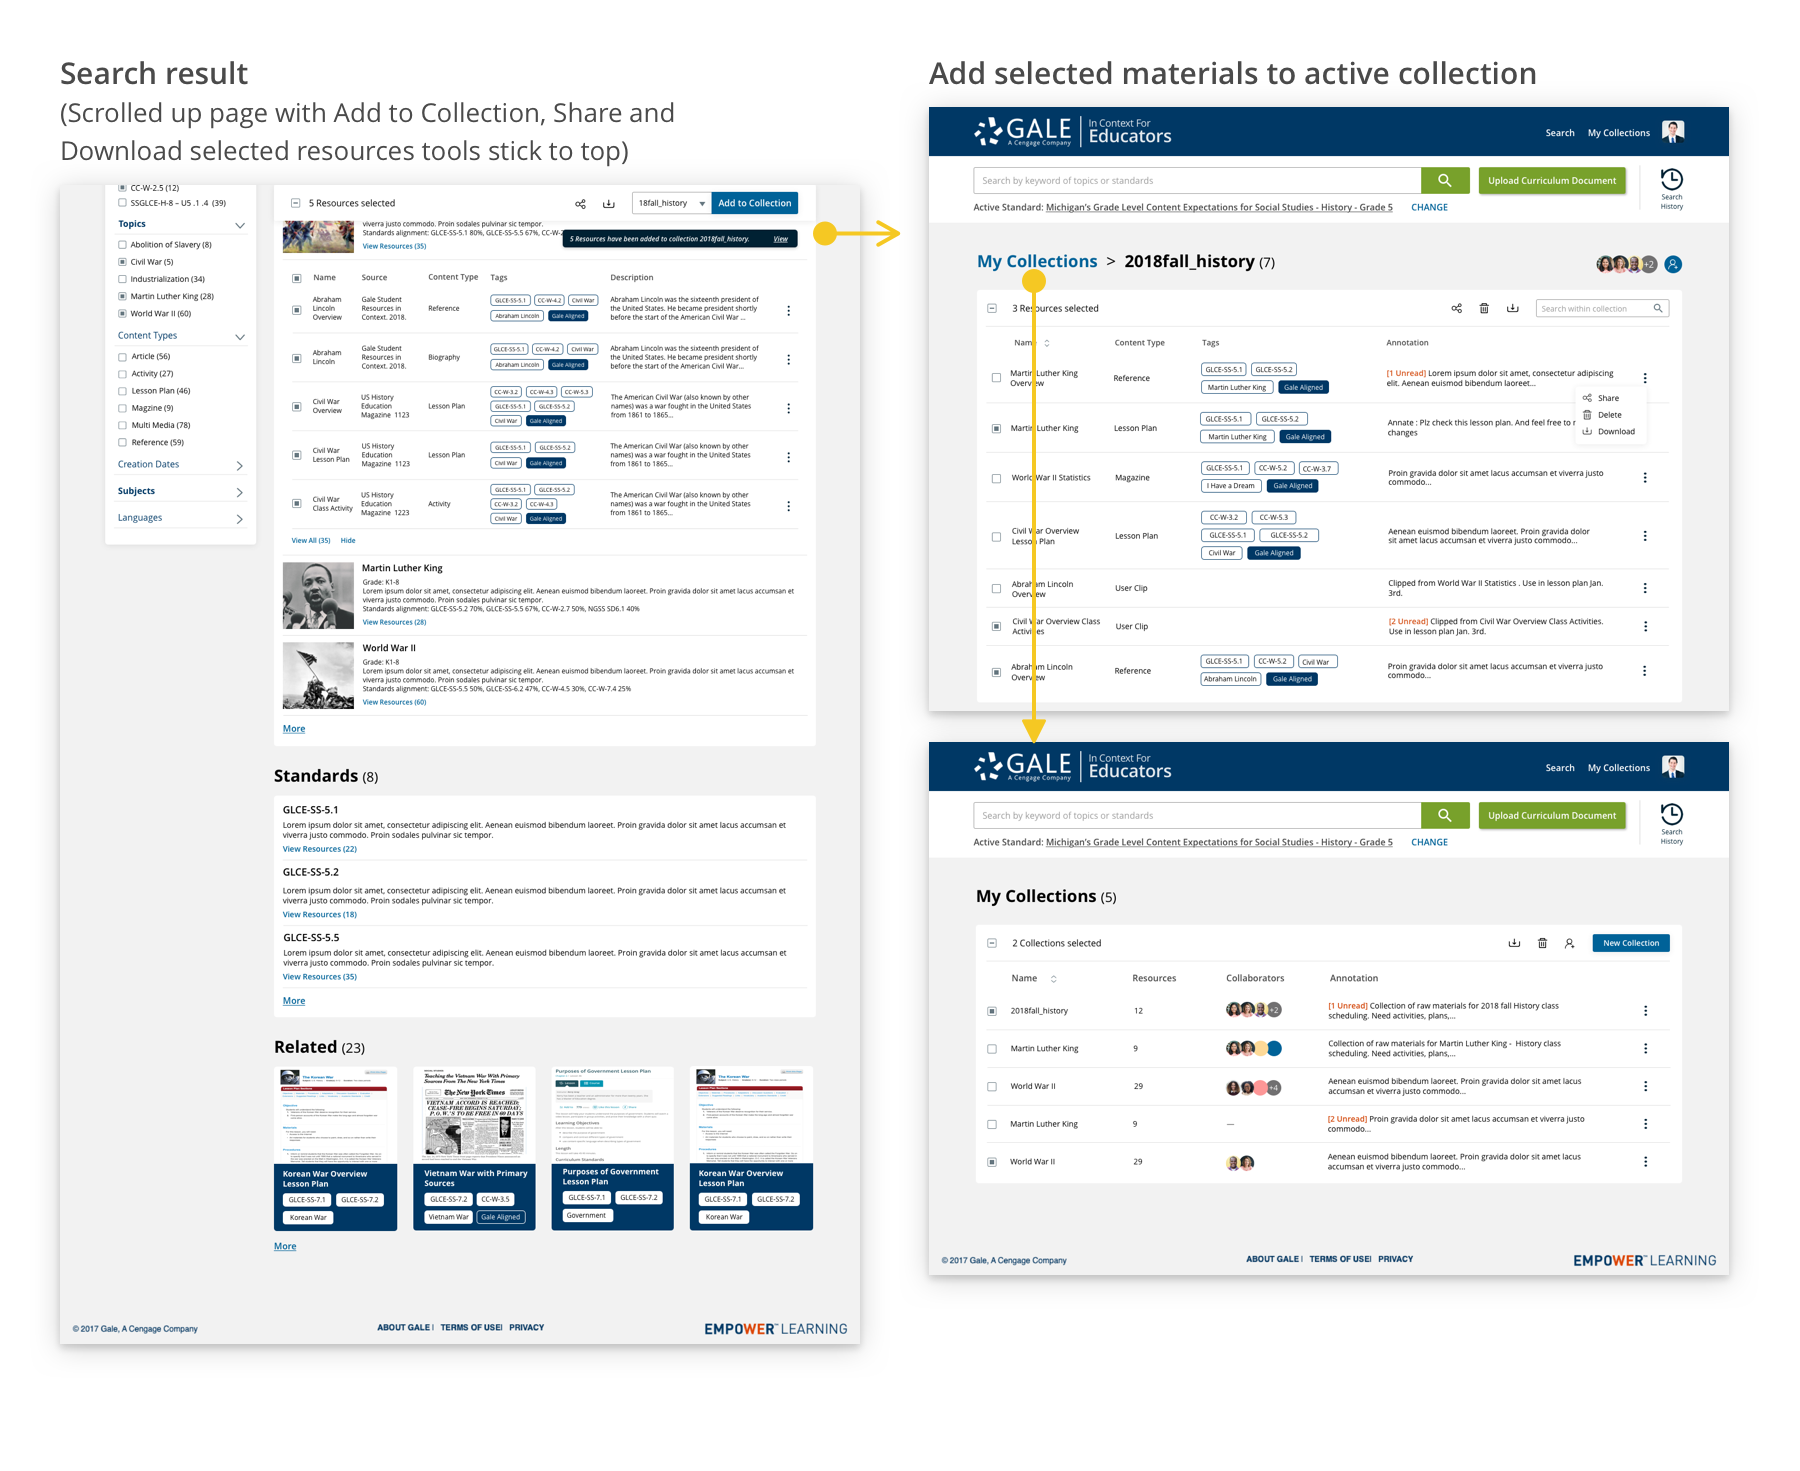 Search result
(Scrolled up page with Add to Collection, Share and
Download selected resources tools stick to top)
CC-W-2.5 (12)
SSGLCE-H-8 – U5 .1 .4 (39)
Topics
Abolition of Slavery (8)
Civil War (5)
Industrialization (34)
Martin Luther King (28)
World War II (60)
Content Types
Article (56)
Activity (27)
Lesson Plan (46)
Magzine (9)
Multi Media (78)
Reference (59)
Creation Dates
Subjects
Languages
5 Resources selected
18fall_history
Add to Collection
viverra justo commodo. Proin sodales pulvinar sic tempor.
Standards alignment: GLCE-SS-5.1 80%, GLCE-SS-5.5 67%, CC-W-2
View Resources (35)
5 Resources have been added to collection 2018fall_history. View
Name Source Content Type Tags Description
Abraham Lincoln Overview
Gale Student Resources in Context. 2018.
Reference
GLCE-SS-5.1 CC-W-4.2 Civil War
Abraham Lincoln Gale Aligned
Abraham Lincoln was the sixteenth president of
the United States. He became president shortly
before the start of the American Civil War ...
Abraham Lincoln
Gale Student Resources in Context. 2018.
Biography
GLCE-SS-5.1 CC-W-4.2 Civil War
Abraham Lincoln Gale Aligned
Abraham Lincoln was the sixteenth president of
the United States. He became president shortly
before the start of the American Civil War ...
Civil War Overview
US History Education Magazine 1123
Lesson Plan
CC-W-3.2 CC-W-4.3 CC-W-5.3
GLCE-SS-5.1 GLCE-SS-5.2
Civil War Gale Aligned
The American Civil War (also known by other
names) was a war fought in the United States
from 1861 to 1865...
Civil War Lesson Plan
US History Education Magazine 1123
Lesson Plan
GLCE-SS-5.1 GLCE-SS-5.2
Civil War Gale Aligned
The American Civil War (also known by other
names) was a war fought in the United States
from 1861 to 1865...
Civil War Class Activity
US History Education Magazine 1223
Activity
GLCE-SS-5.1 GLCE-SS-5.2
CC-W-3.2 CC-W-4.3
Civil War Gale Aligned
The American Civil War (also known by other
names) was a war fought in the United States
from 1861 to 1865...
View All (35) Hide
Martin Luther King
Grade: K1-8
Lorem ipsum dolor sit amet, consectetur adipiscing elit. Aenean euismod bibendum laoreet. Proin gravida dolor sit amet lacus accumsan et
viverra justo commodo. Proin sodales pulvinar sic tempor.
Standards alignment: GLCE-SS-5.2 70%, GLCE-SS-5.5 67%, CC-W-2.7 50%, NGSS SD6.1 40%
View Resources (28)
World War II
Grade: K1-8
Lorem ipsum dolor sit amet, consectetur adipiscing elit. Aenean euismod bibendum laoreet. Proin gravida dolor sit amet lacus accumsan et
viverra justo commodo. Proin sodales pulvinar sic tempor.
Standards alignment: GLCE-SS-5.5 50%, GLCE-SS-6.2 47%, CC-W-4.5 30%, CC-W-7.4 25%
View Resources (60)
More
Standards (8)
GLCE-SS-5.1
Lorem ipsum dolor sit amet, consectetur adipiscing elit. Aenean euismod bibendum laoreet. Proin gravida dolor sit amet lacus accumsan et
viverra justo commodo. Proin sodales pulvinar sic tempor.
View Resources (22)
GLCE-SS-5.2
Lorem ipsum dolor sit amet, consectetur adipiscing elit. Aenean euismod bibendum laoreet. Proin gravida dolor sit amet lacus accumsan et
viverra justo commodo. Proin sodales pulvinar sic tempor.
View Resources (18)
GLCE-SS-5.5
Lorem ipsum dolor sit amet, consectetur adipiscing elit. Aenean euismod bibendum laoreet. Proin gravida dolor sit amet lacus accumsan et
viverra justo commodo. Proin sodales pulvinar sic tempor.
View Resources (35)
More
Related (23)
The Korean War
Korean War Overview
Lesson Plan
GLCE-SS-7.1 GLCE-SS-7.2
Korean War
Teaching the Vietnam War With Primary
Sources From The New York Times
The New York Times
VIETNAM ACCORD IS REACHED;
CEASE-FIRE BEGINS SATURDAY;
P.O.W.'S TO BE FREE IN 60 DAYS
Vietnam War with Primary
Sources
GLCE-SS-7.2 CC-W-3.5
Vietnam War Gale Aligned
Purposes of Government Lesson Plan
Learning Objectives
Length
Curriculum Standards
Purposes of Government
Lesson Plan
GLCE-SS-7.1 GLCE-SS-7.2
Government
The Korean War
Korean War Overview
Lesson Plan
GLCE-SS-7.1 GLCE-SS-7.2
Korean War
More
© 2017 Gale, A Cengage Company
ABOUT GALE | TERMS OF USE| PRIVACY
EMPOWER™ LEARNING
Add selected materials to active collection
GALE
A Cengage Company
In Context For
Educators
Search My Collections
Search by keyword of topics or standards
Upload Curriculum Document
Search
History
Active Standard: Michigan's Grade Level Content Expectations for Social Studies - History - Grade 5 CHANGE
My Collections > 2018fall_history (7)
+2
3 Resources selected
Search within collection
Name Content Type Tags Annotation
Martin Luther King Overview
Reference
GLCE-SS-5.1 GLCE-SS-5.2
Martin Luther King Gale Aligned
[1 Unread] Lorem ipsum dolor sit amet, consectetur adipiscing
elit. Aenean euismod bibendum laoreet...
Share
Delete
Download
Martin Luther King
Lesson Plan
GLCE-SS-5.1 GLCE-SS-5.2
Martin Luther King Gale Aligned
Annate : Plz check this lesson plan. And feel free to
changes
World War II Statistics
Magazine
GLCE-SS-5.1 CC-W-5.2 CC-W-3.7
I Have a Dream Gale Aligned
Proin gravida dolor sit amet lacus accumsan et viverra justo
commodo...
Civil War Overview Lesson Plan
Lesson Plan
CC-W-3.2 CC-W-5.3
GLCE-SS-5.1 GLCE-SS-5.2
Civil War Gale Aligned
Aenean euismod bibendum laoreet. Proin gravida dolor
sit amet lacus accumsan et viverra justo commodo...
Abraham Lincoln Overview
User Clip
Clipped from World War II Statistics . Use in lesson plan Jan.
3rd.
Civil War Overview Class Activities
User Clip
[2 Unread] Clipped from Civil War Overview Class Activities.
Use in lesson plan Jan. 3rd.
Abraham Lincoln Overview
Reference
GLCE-SS-5.1 CC-W-5.2 Civil War
Abraham Lincoln Gale Aligned
Proin gravida dolor sit amet lacus accumsan et viverra justo
commodo...
GALE
A Cengage Company
In Context For
Educators
Search My Collections
Search by keyword of topics or standards
Upload Curriculum Document
Search
History
Active Standard: Michigan's Grade Level Content Expectations for Social Studies - History - Grade 5 CHANGE
My Collections (5)
2 Collections selected
New Collection
Name Resources Collaborators Annotation
2018fall_history 12 +2
[1 Unread] Collection of raw materials for 2018 fall History class
scheduling. Need activities, plans,...
Martin Luther King 9
Collection of raw materials for Martin Luther King - History class
scheduling. Need activities, plans,...
World War II 29 +4
Aenean euismod bibendum laoreet. Proin gravida dolor sit amet lacus
accumsan et viverra justo commodo...
Martin Luther King 9 —
[2 Unread] Proin gravida dolor sit amet lacus accumsan et viverra justo
commodo...
World War II 29
Aenean euismod bibendum laoreet. Proin gravida dolor sit amet lacus
accumsan et viverra justo commodo...
© 2017 Gale, A Cengage Company
ABOUT GALE | TERMS OF USE| PRIVACY
EMPOWER™ LEARNING